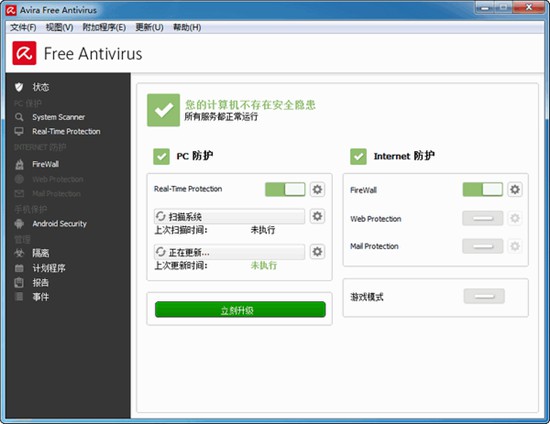 Avira Free Antivirus
文件(F) 视图(V) 附加程序(E) 更新(U) 帮助(H)
Free Antivirus
状态
PC 保护
System Scanner
Real-Time Protection
INTERNET 防护
FireWall
Web Protection
Mail Protection
手机保护
Android Security
管理
隔离
计划程序
报告
事件
您的计算机不存在安全隐患
所有服务都正常运行
PC 防护
Real-Time Protection
扫描系统
上次扫描时间: 未执行
正在更新...
上次更新时间: 未执行
立刻升级
Internet 防护
FireWall
Web Protection
Mail Protection
游戏模式